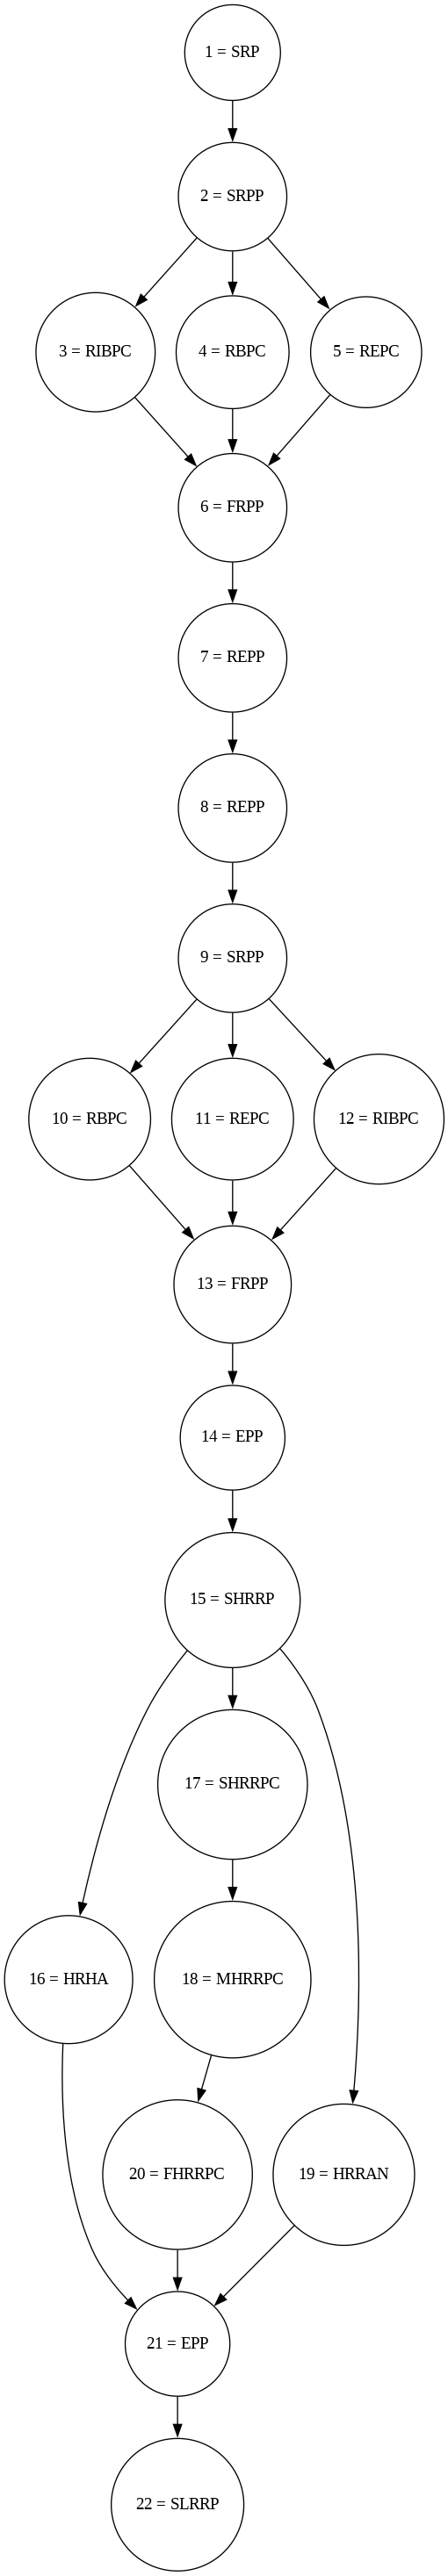 1 = SRP
2 = SRPP
3 = RIBPC
4 = RBPC
5 = REPC
6 = FRPP
7 = REPP
8 = REPP
9 = SRPP
10 = RBPC
11 = REPC
12 = RIBPC
13 = FRPP
14 = EPP
15 = SHRRP
17 = SHRRPC
16 = HRHA
18 = MHRRPC
20 = FHRRPC
19 = HRRAN
21 = EPP
22 = SLRRP